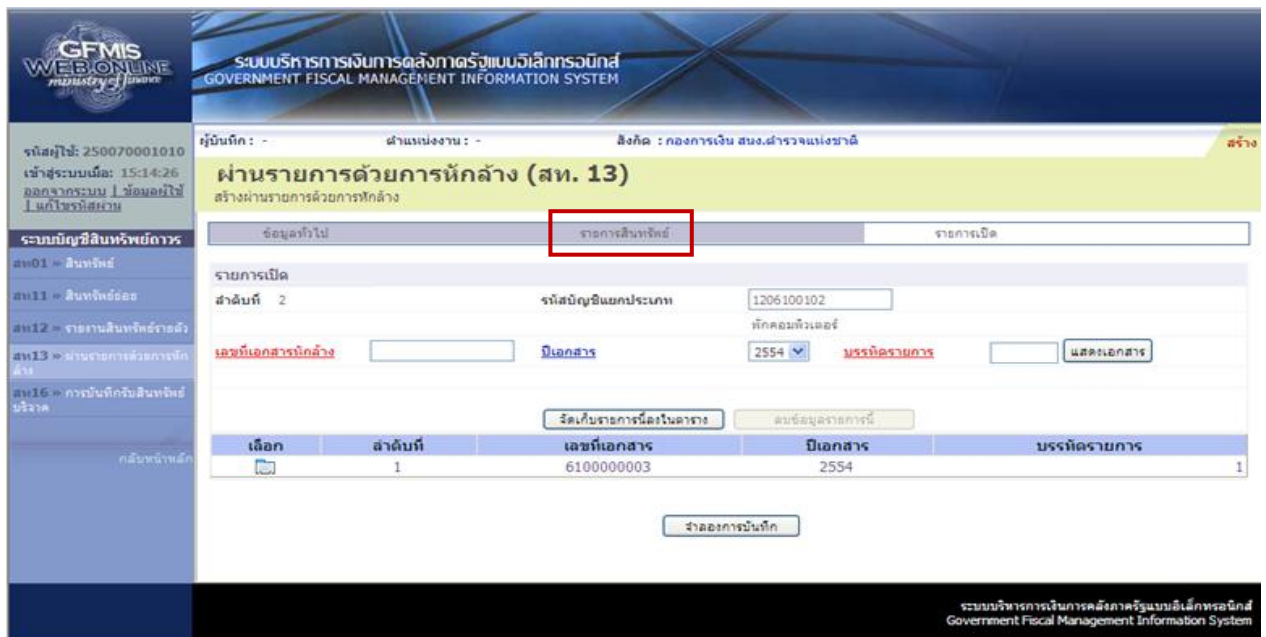 GFMIS
WEB ONLINE
ministry of finance
ระบบบริหารการเงินการคลังภาครัฐแบบอิเล็กทรอนิกส์
GOVERNMENT FISCAL MANAGEMENT INFORMATION SYSTEM
รหัสผู้ใช้: 250070001010
เข้าสู่ระบบเมื่อ: 15:14:26
ออกจากระบบ | ข้อมูลผู้ใช้
| แก้ไขรหัสผ่าน
ระบบบัญชีสินทรัพย์ถาวร
สท01 » สินทรัพย์
สท11 » สินทรัพย์ย่อย
สท12 » รายงานสินทรัพย์รายตัว
สท13 » ผ่านรายการด้วยการหัก
ล้าง
สท16 » การบันทึกรับสินทรัพย์
บริจาค
กลับหน้าหลัก
ผู้บันทึก : - ตำแหน่งงาน : - สังกัด : กองการเงิน สนง.ตำรวจแห่งชาติ สร้าง
ผ่านรายการด้วยการหักล้าง (สท. 13)
สร้างผ่านรายการด้วยการหักล้าง
ข้อมูลทั่วไป รายการสินทรัพย์ รายการเปิด
รายการเปิด
ลำดับที่ 2 รหัสบัญชีแยกประเภท 1206100102
พักคอมพิวเตอร์
เลขที่เอกสารหักล้าง ปีเอกสาร 2554 บรรทัดรายการ แสดงเอกสาร
จัดเก็บรายการนี้ลงในตาราง ลบข้อมูลรายการนี้
เลือก ลำดับที่ เลขที่เอกสาร ปีเอกสาร บรรทัดรายการ
1 6100000003 2554 1
จำลองการบันทึก
ระบบบริหารการเงินการคลังภาครัฐแบบอิเล็กทรอนิกส์
Government Fiscal Management Information System